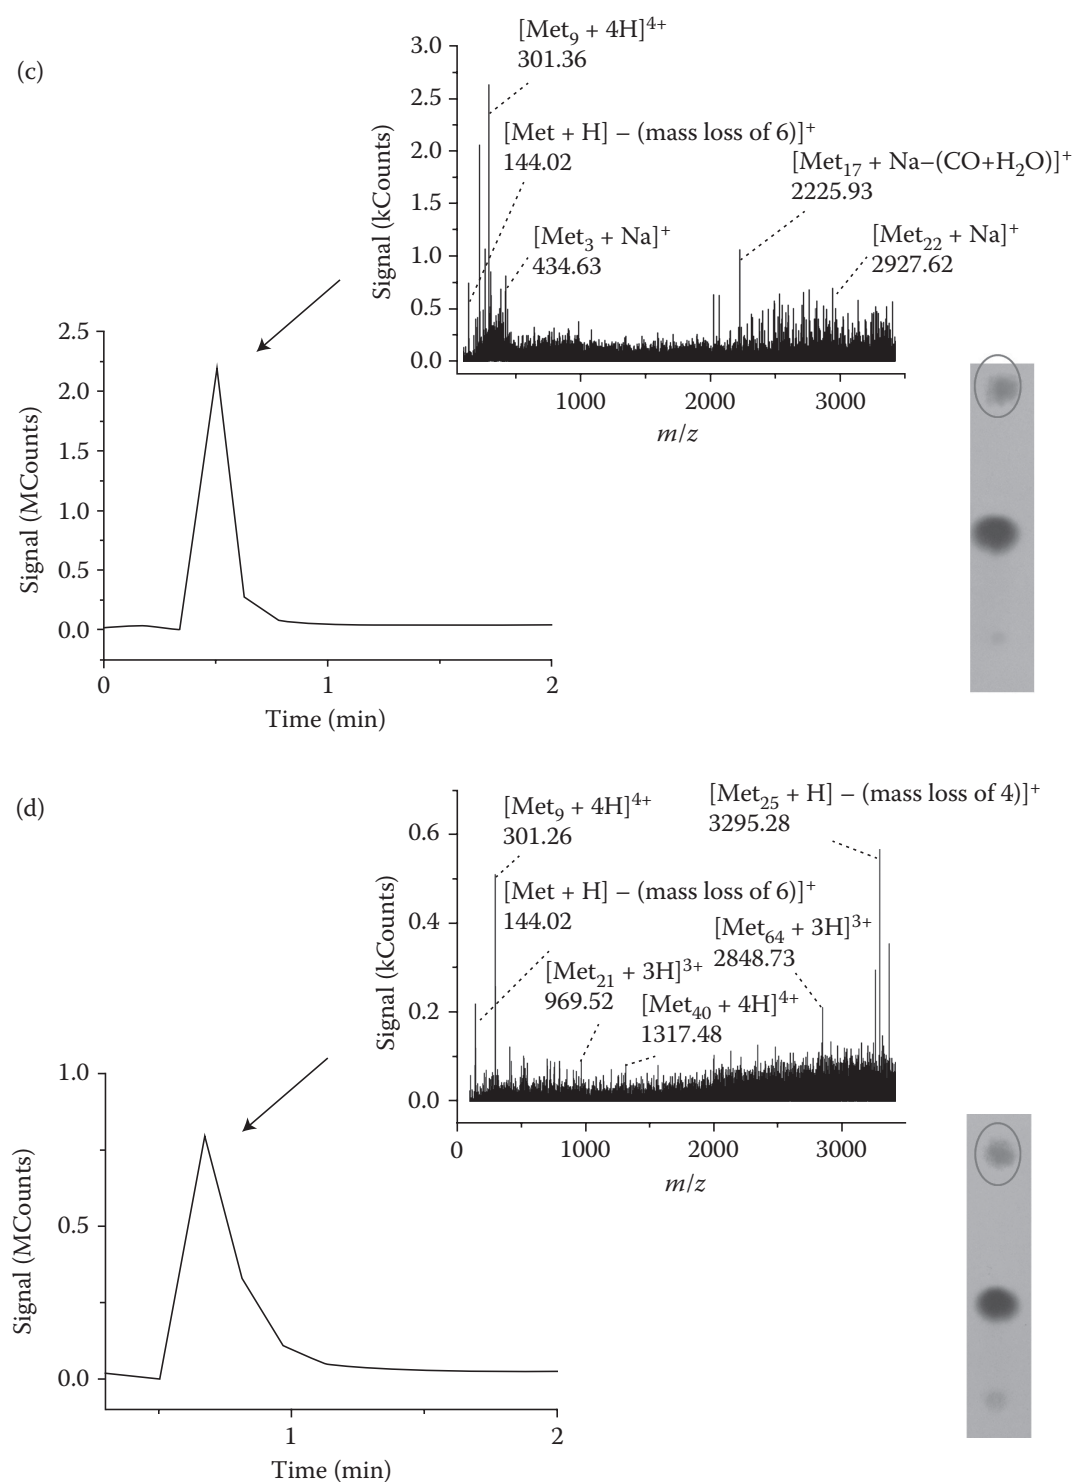 (c)
[Met₉ + 4H]⁴⁺
301.36
[Met + H] – (mass loss of 6)]⁺
144.02
[Met₁₇ + Na–(CO+H₂O)]⁺
2225.93
[Met₃ + Na]⁺
434.63
[Met₂₂ + Na]⁺
2927.62
Signal (kCounts)
3.0
2.5
2.0
1.5
1.0
0.5
0.0
1000 2000 3000
m/z
Signal (MCounts)
2.5
2.0
1.5
1.0
0.5
0.0
0 1 2
Time (min)
(d)
[Met₉ + 4H]⁴⁺
301.26
[Met₂₅ + H] – (mass loss of 4)]⁺
3295.28
[Met + H] – (mass loss of 6)]⁺
144.02
[Met₆₄ + 3H]³⁺
2848.73
[Met₂₁ + 3H]³⁺
969.52
[Met₄₀ + 4H]⁴⁺
1317.48
Signal (kCounts)
0.6
0.4
0.2
0.0
0 1000 2000 3000
m/z
Signal (MCounts)
1.0
0.5
0.0
1 2
Time (min)